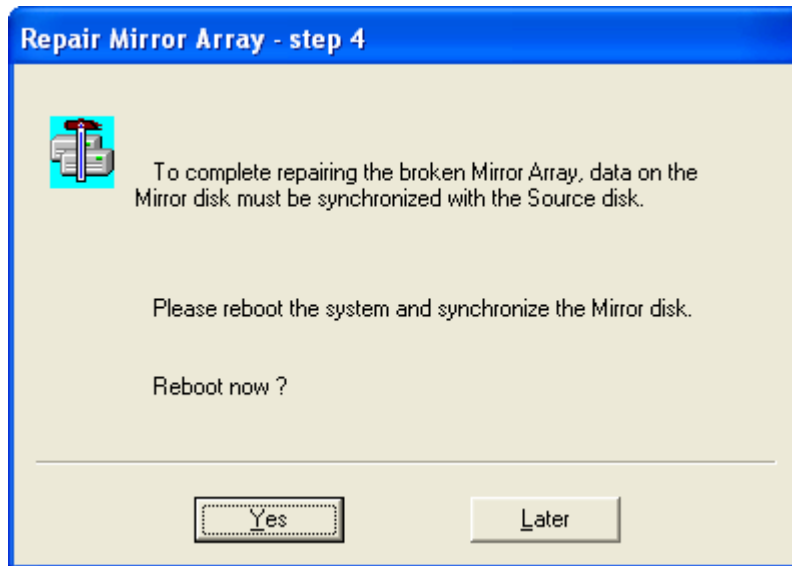 Repair Mirror Array - step 4
To complete repairing the broken Mirror Array, data on the
Mirror disk must be synchronized with the Source disk.
Please reboot the system and synchronize the Mirror disk.
Reboot now ?
Yes
Later